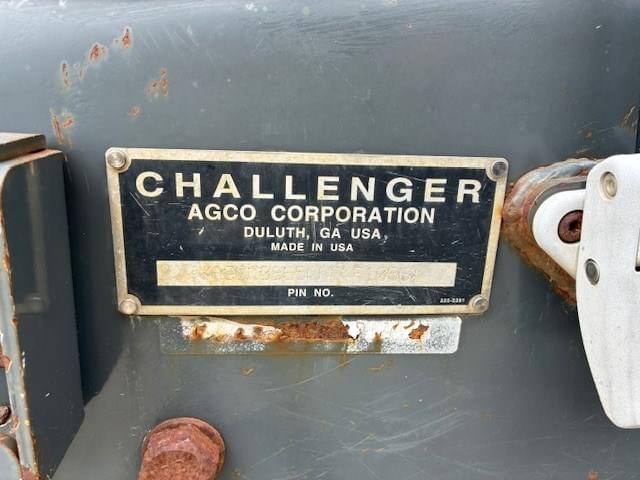 CHALLENGER
AGCO CORPORATION
DULUTH, GA USA
MADE IN USA
PIN NO.